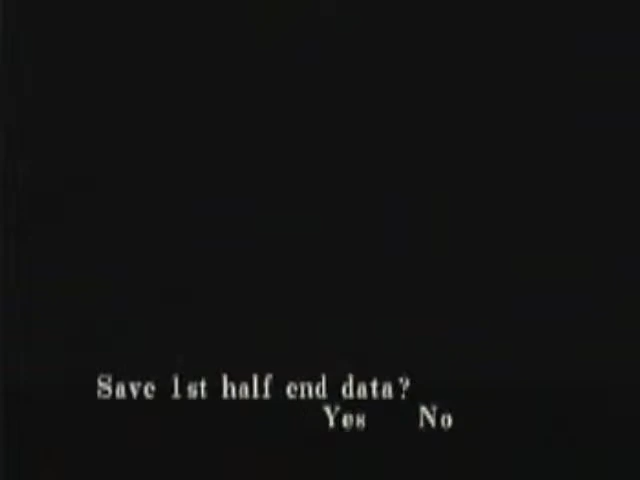 Save 1st half end data?
Yes No